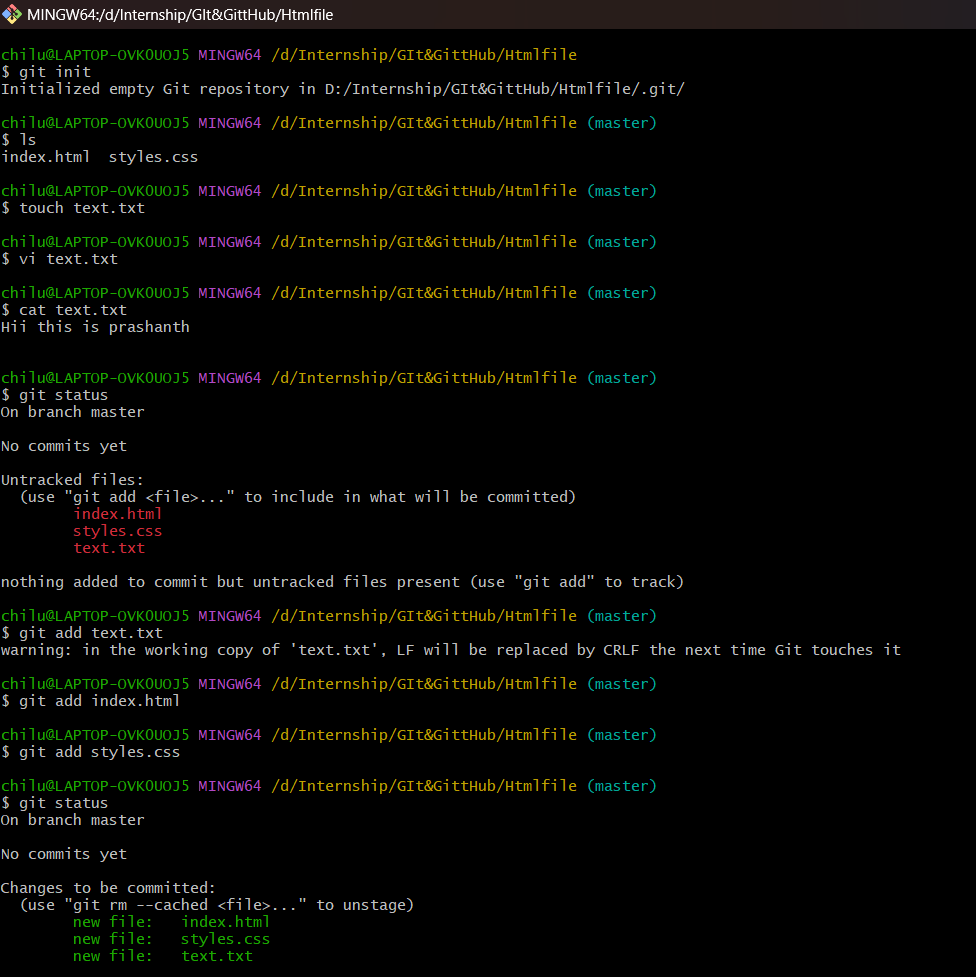 MINGW64:/d/Internship/GIt&GittHub/Htmlfile
chilu@LAPTOP-OVK0UOJ5 MINGW64 /d/Internship/GIt&GittHub/Htmlfile
$ git init
Initialized empty Git repository in D:/Internship/GIt&GittHub/Htmlfile/.git/
chilu@LAPTOP-OVK0UOJ5 MINGW64 /d/Internship/GIt&GittHub/Htmlfile (master)
$ ls
index.html  styles.css
chilu@LAPTOP-OVK0UOJ5 MINGW64 /d/Internship/GIt&GittHub/Htmlfile (master)
$ touch text.txt
chilu@LAPTOP-OVK0UOJ5 MINGW64 /d/Internship/GIt&GittHub/Htmlfile (master)
$ vi text.txt
chilu@LAPTOP-OVK0UOJ5 MINGW64 /d/Internship/GIt&GittHub/Htmlfile (master)
$ cat text.txt
Hii this is prashanth
chilu@LAPTOP-OVK0UOJ5 MINGW64 /d/Internship/GIt&GittHub/Htmlfile (master)
$ git status
On branch master
No commits yet
Untracked files:
  (use "git add <file>..." to include in what will be committed)
        index.html
        styles.css
        text.txt
nothing added to commit but untracked files present (use "git add" to track)
chilu@LAPTOP-OVK0UOJ5 MINGW64 /d/Internship/GIt&GittHub/Htmlfile (master)
$ git add text.txt
warning: in the working copy of 'text.txt', LF will be replaced by CRLF the next time Git touches it
chilu@LAPTOP-OVK0UOJ5 MINGW64 /d/Internship/GIt&GittHub/Htmlfile (master)
$ git add index.html
chilu@LAPTOP-OVK0UOJ5 MINGW64 /d/Internship/GIt&GittHub/Htmlfile (master)
$ git add styles.css
chilu@LAPTOP-OVK0UOJ5 MINGW64 /d/Internship/GIt&GittHub/Htmlfile (master)
$ git status
On branch master
No commits yet
Changes to be committed:
  (use "git rm --cached <file>..." to unstage)
        new file:   index.html
        new file:   styles.css
        new file:   text.txt